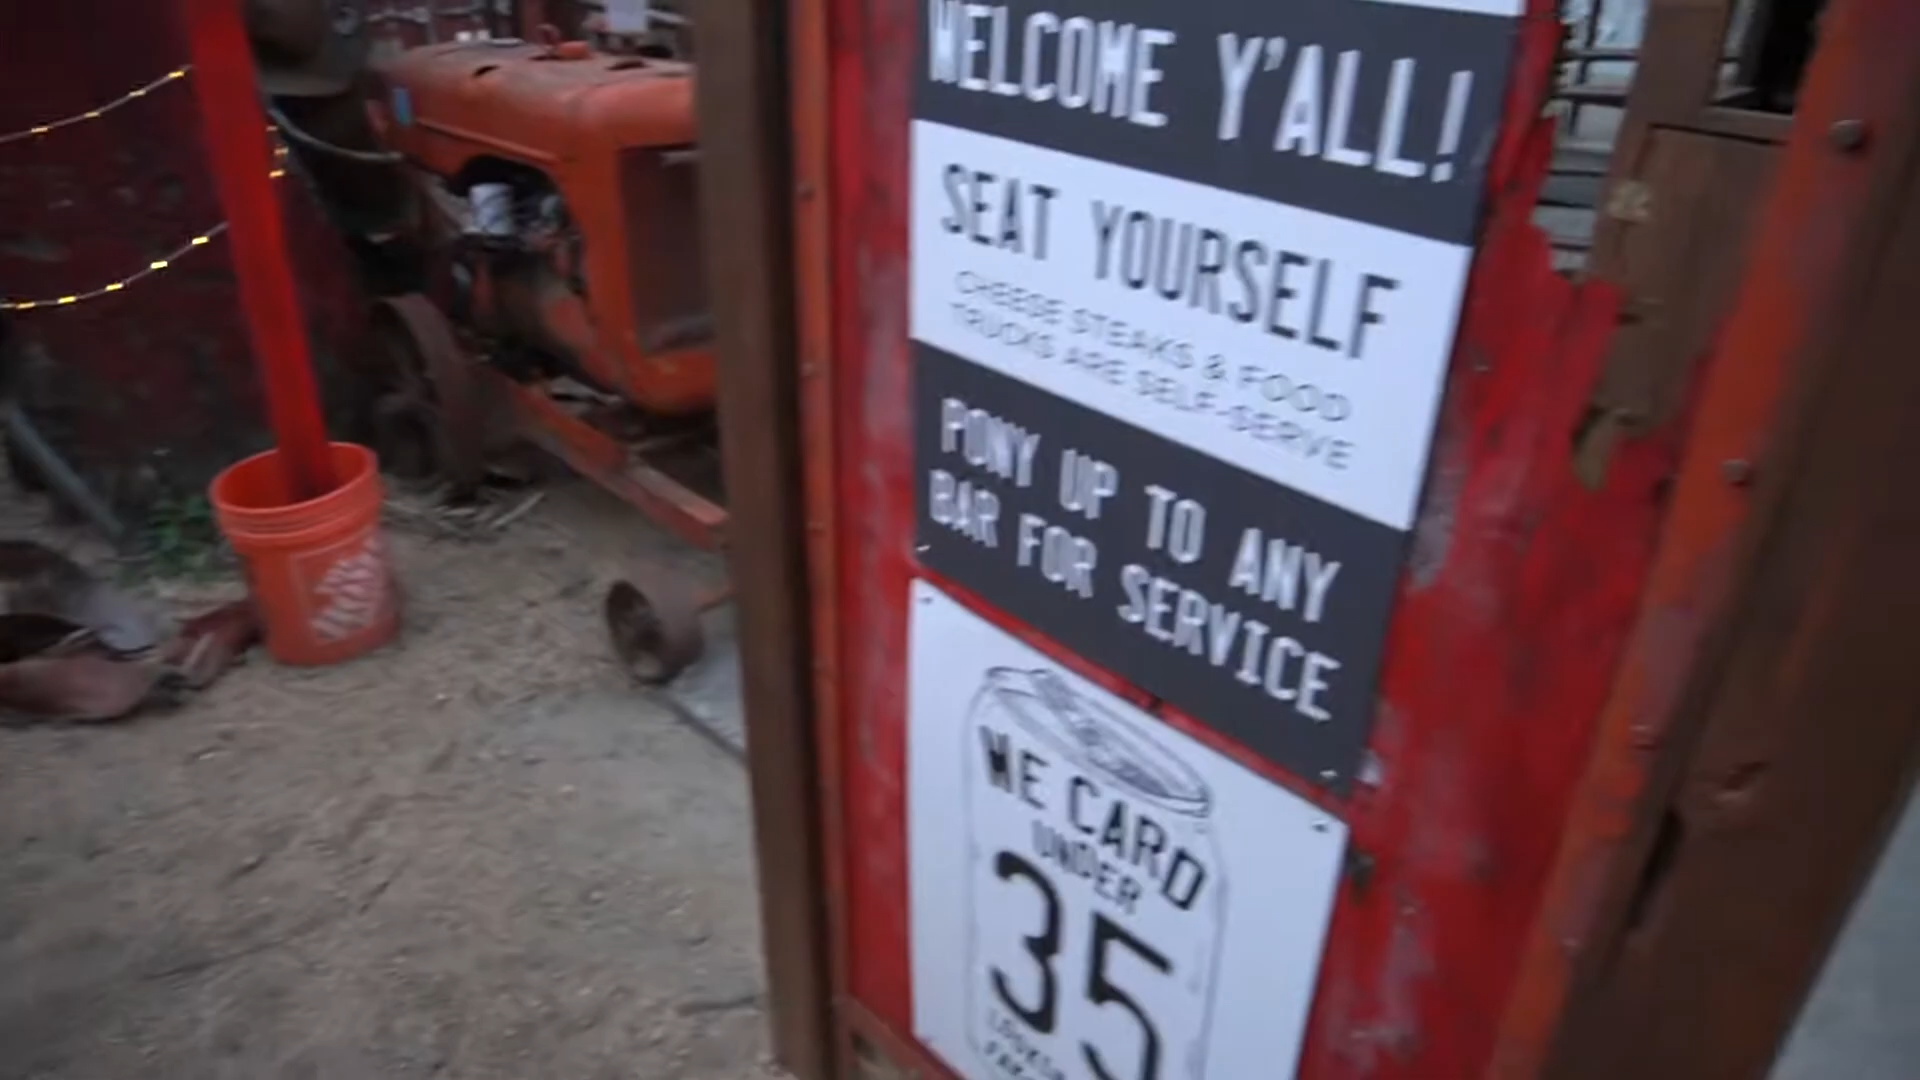 WELCOME Y'ALL!
SEAT YOURSELF
CHEESE STEAKS & FOOD
TRUCKS ARE SELF-SERVE
PONY UP TO ANY
BAR FOR SERVICE
WE CARD
UNDER
35